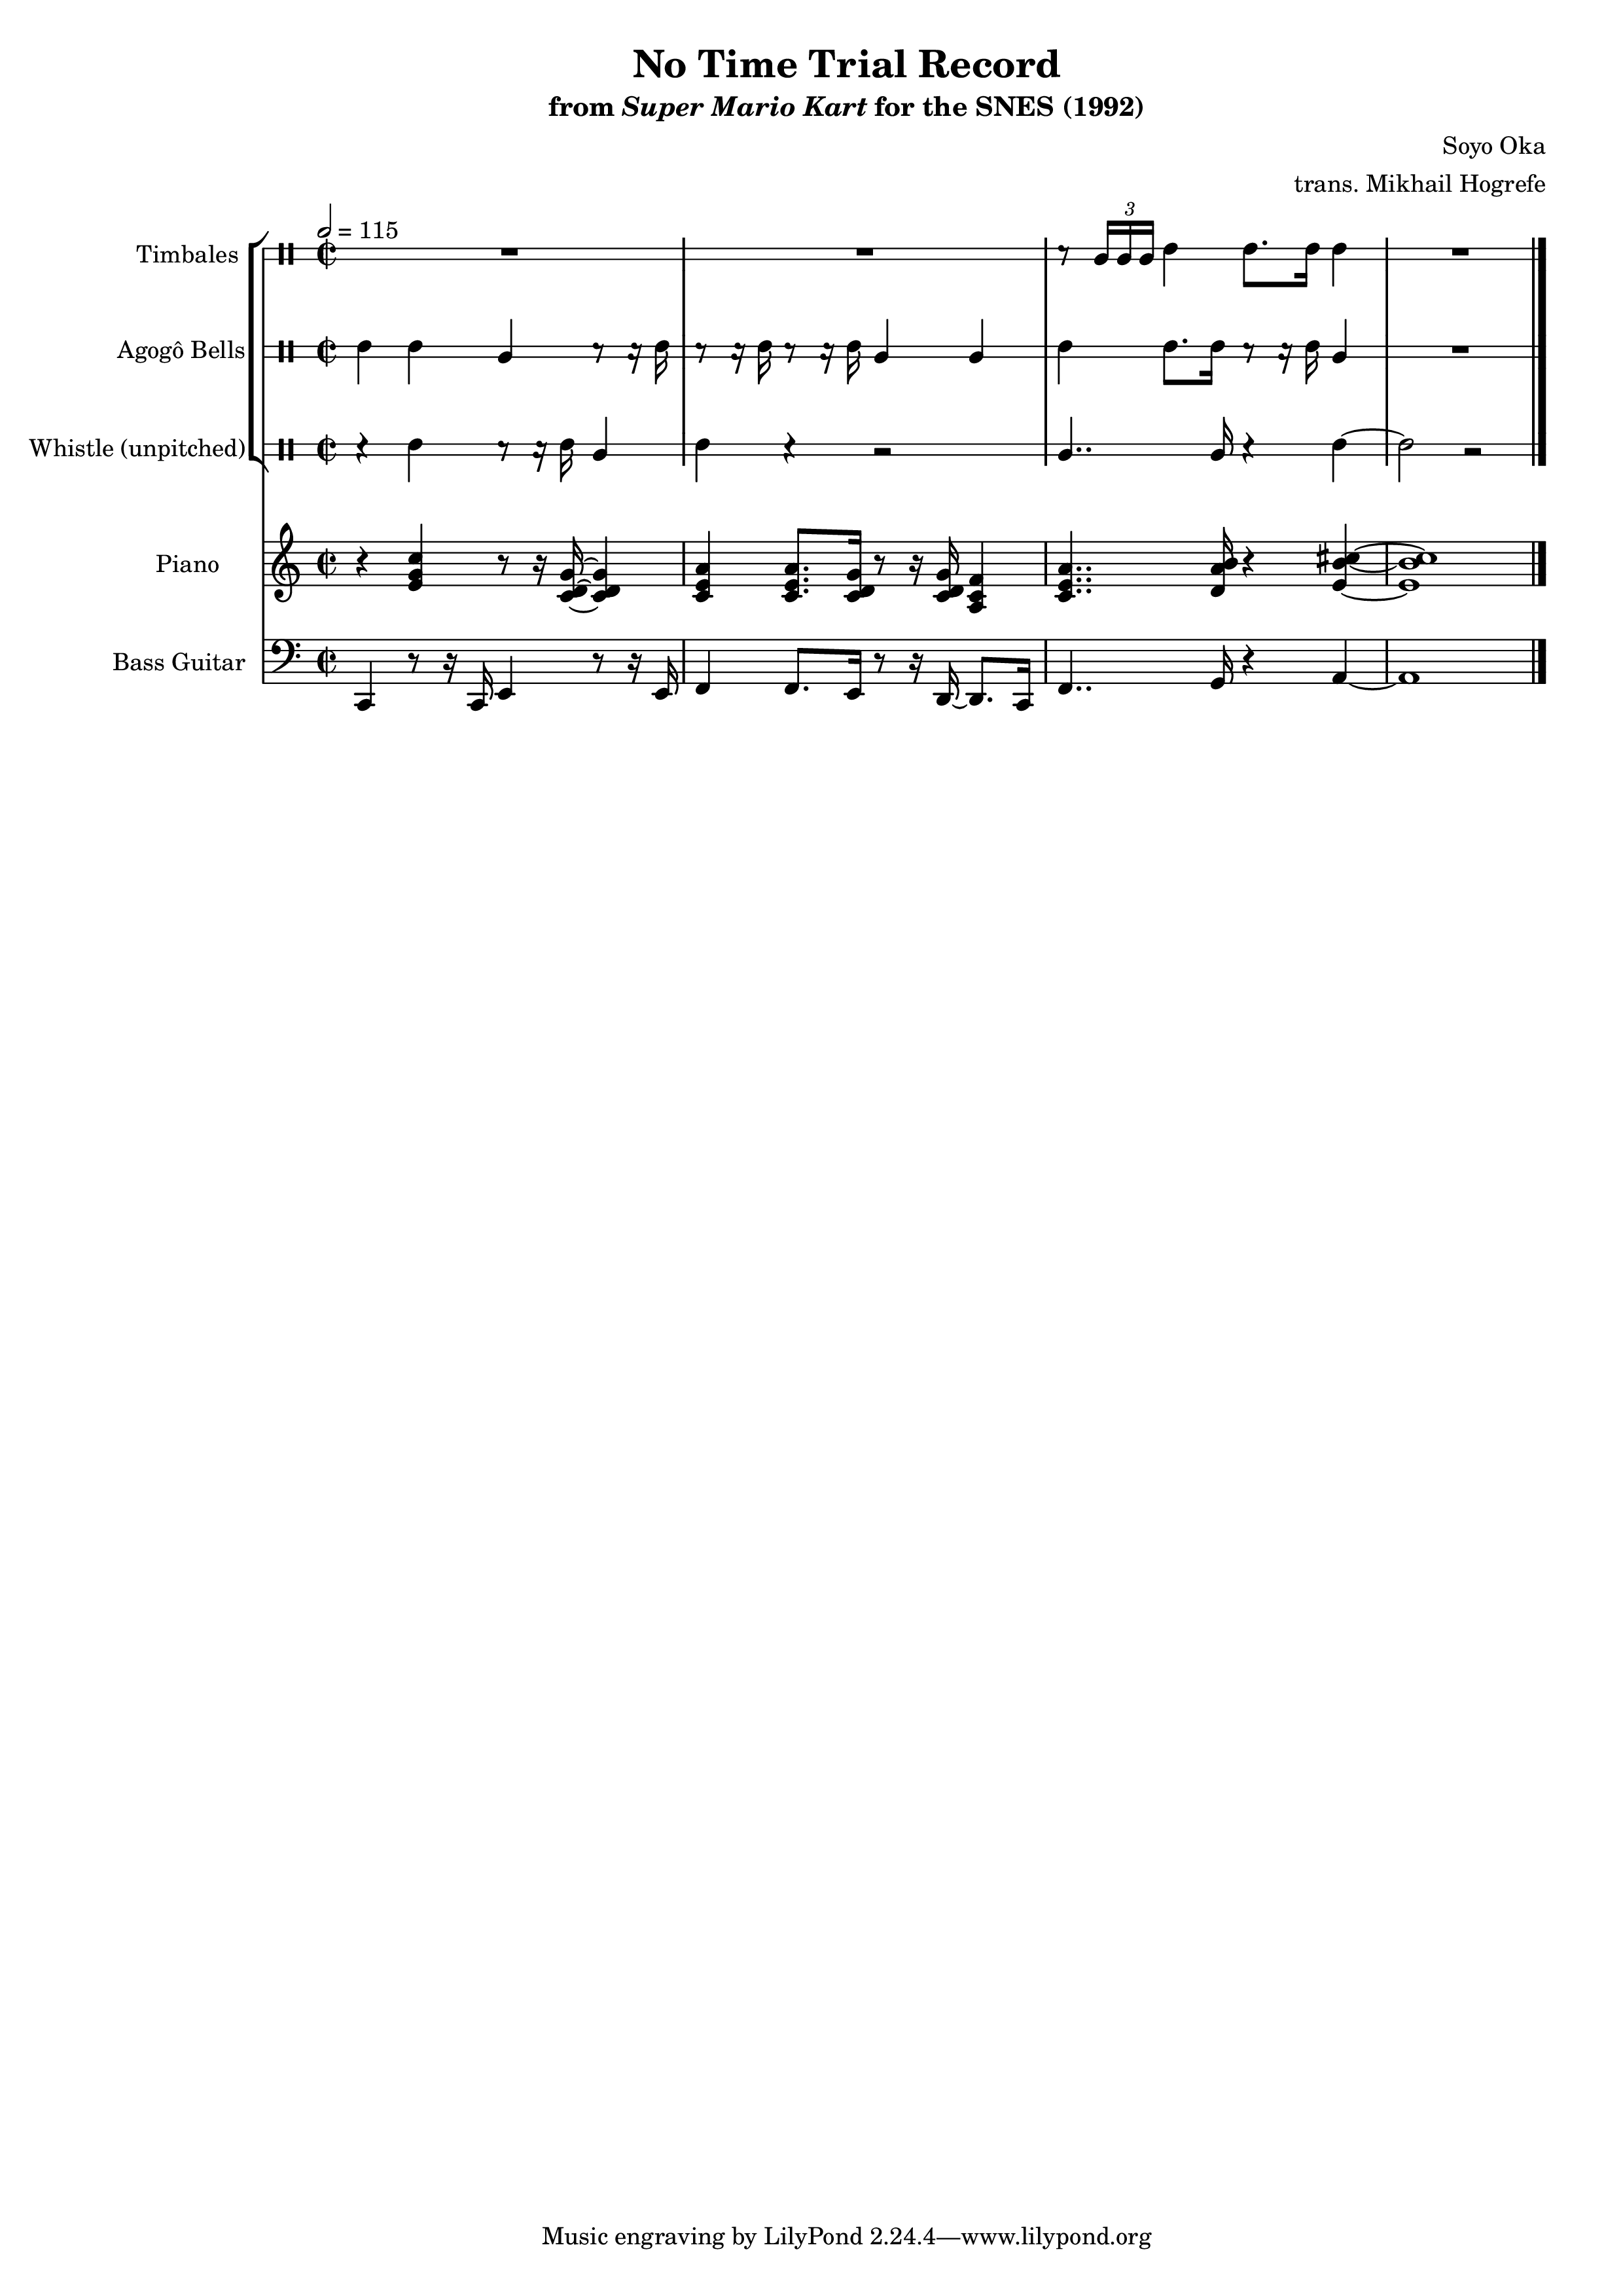 No Time Trial Record
from Super Mario Kart for the SNES (1992)
Soyo Oka
trans. Mikhail Hogrefe
= 115
3
Timbales
Agogô Bells
Whistle (unpitched)
Piano
Bass Guitar
Music engraving by LilyPond 2.24.4—www.lilypond.org